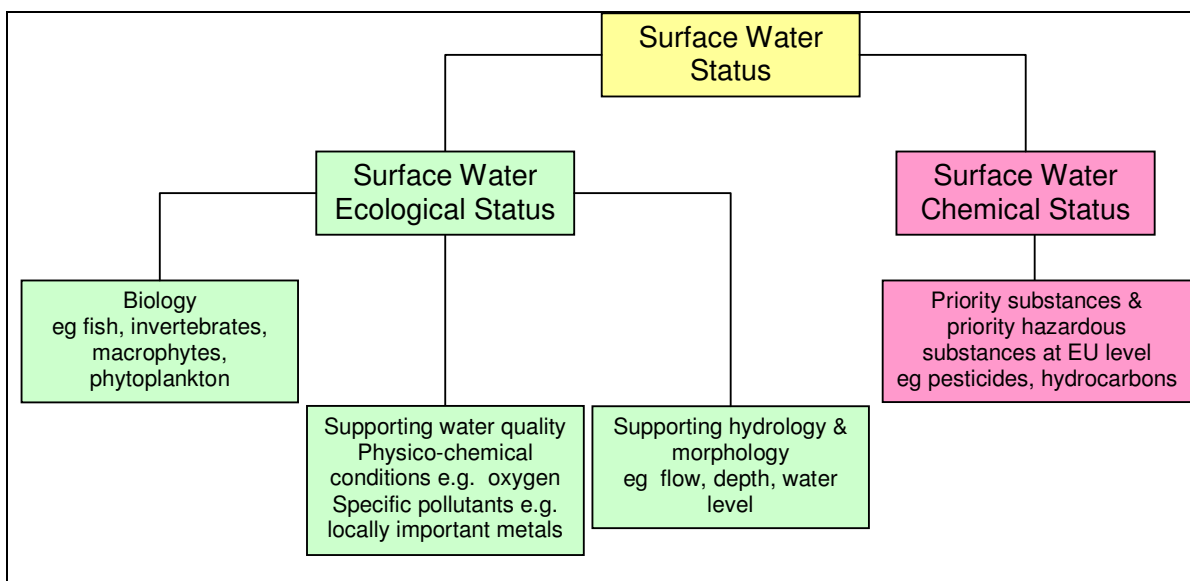 Surface Water
Status
Surface Water
Ecological Status
Surface Water
Chemical Status
Biology
eg fish, invertebrates,
macrophytes,
phytoplankton
Priority substances &
priority hazardous
substances at EU level
eg pesticides, hydrocarbons
Supporting water quality
Physico-chemical
conditions e.g. oxygen
Specific pollutants e.g.
locally important metals
Supporting hydrology &
morphology
eg flow, depth, water
level